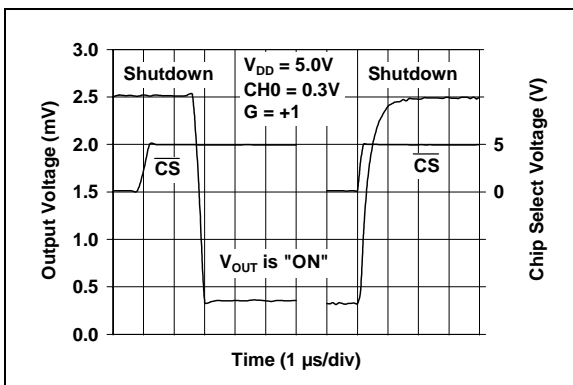 3.0
2.5
2.0
1.5
1.0
0.5
0.0
Output Voltage (mV)
Shutdown
V_DD = 5.0V
CH0 = 0.3V
G = +1
Shutdown
CS
CS
V_OUT is "ON"
5
0
Chip Select Voltage (V)
Time (1 µs/div)